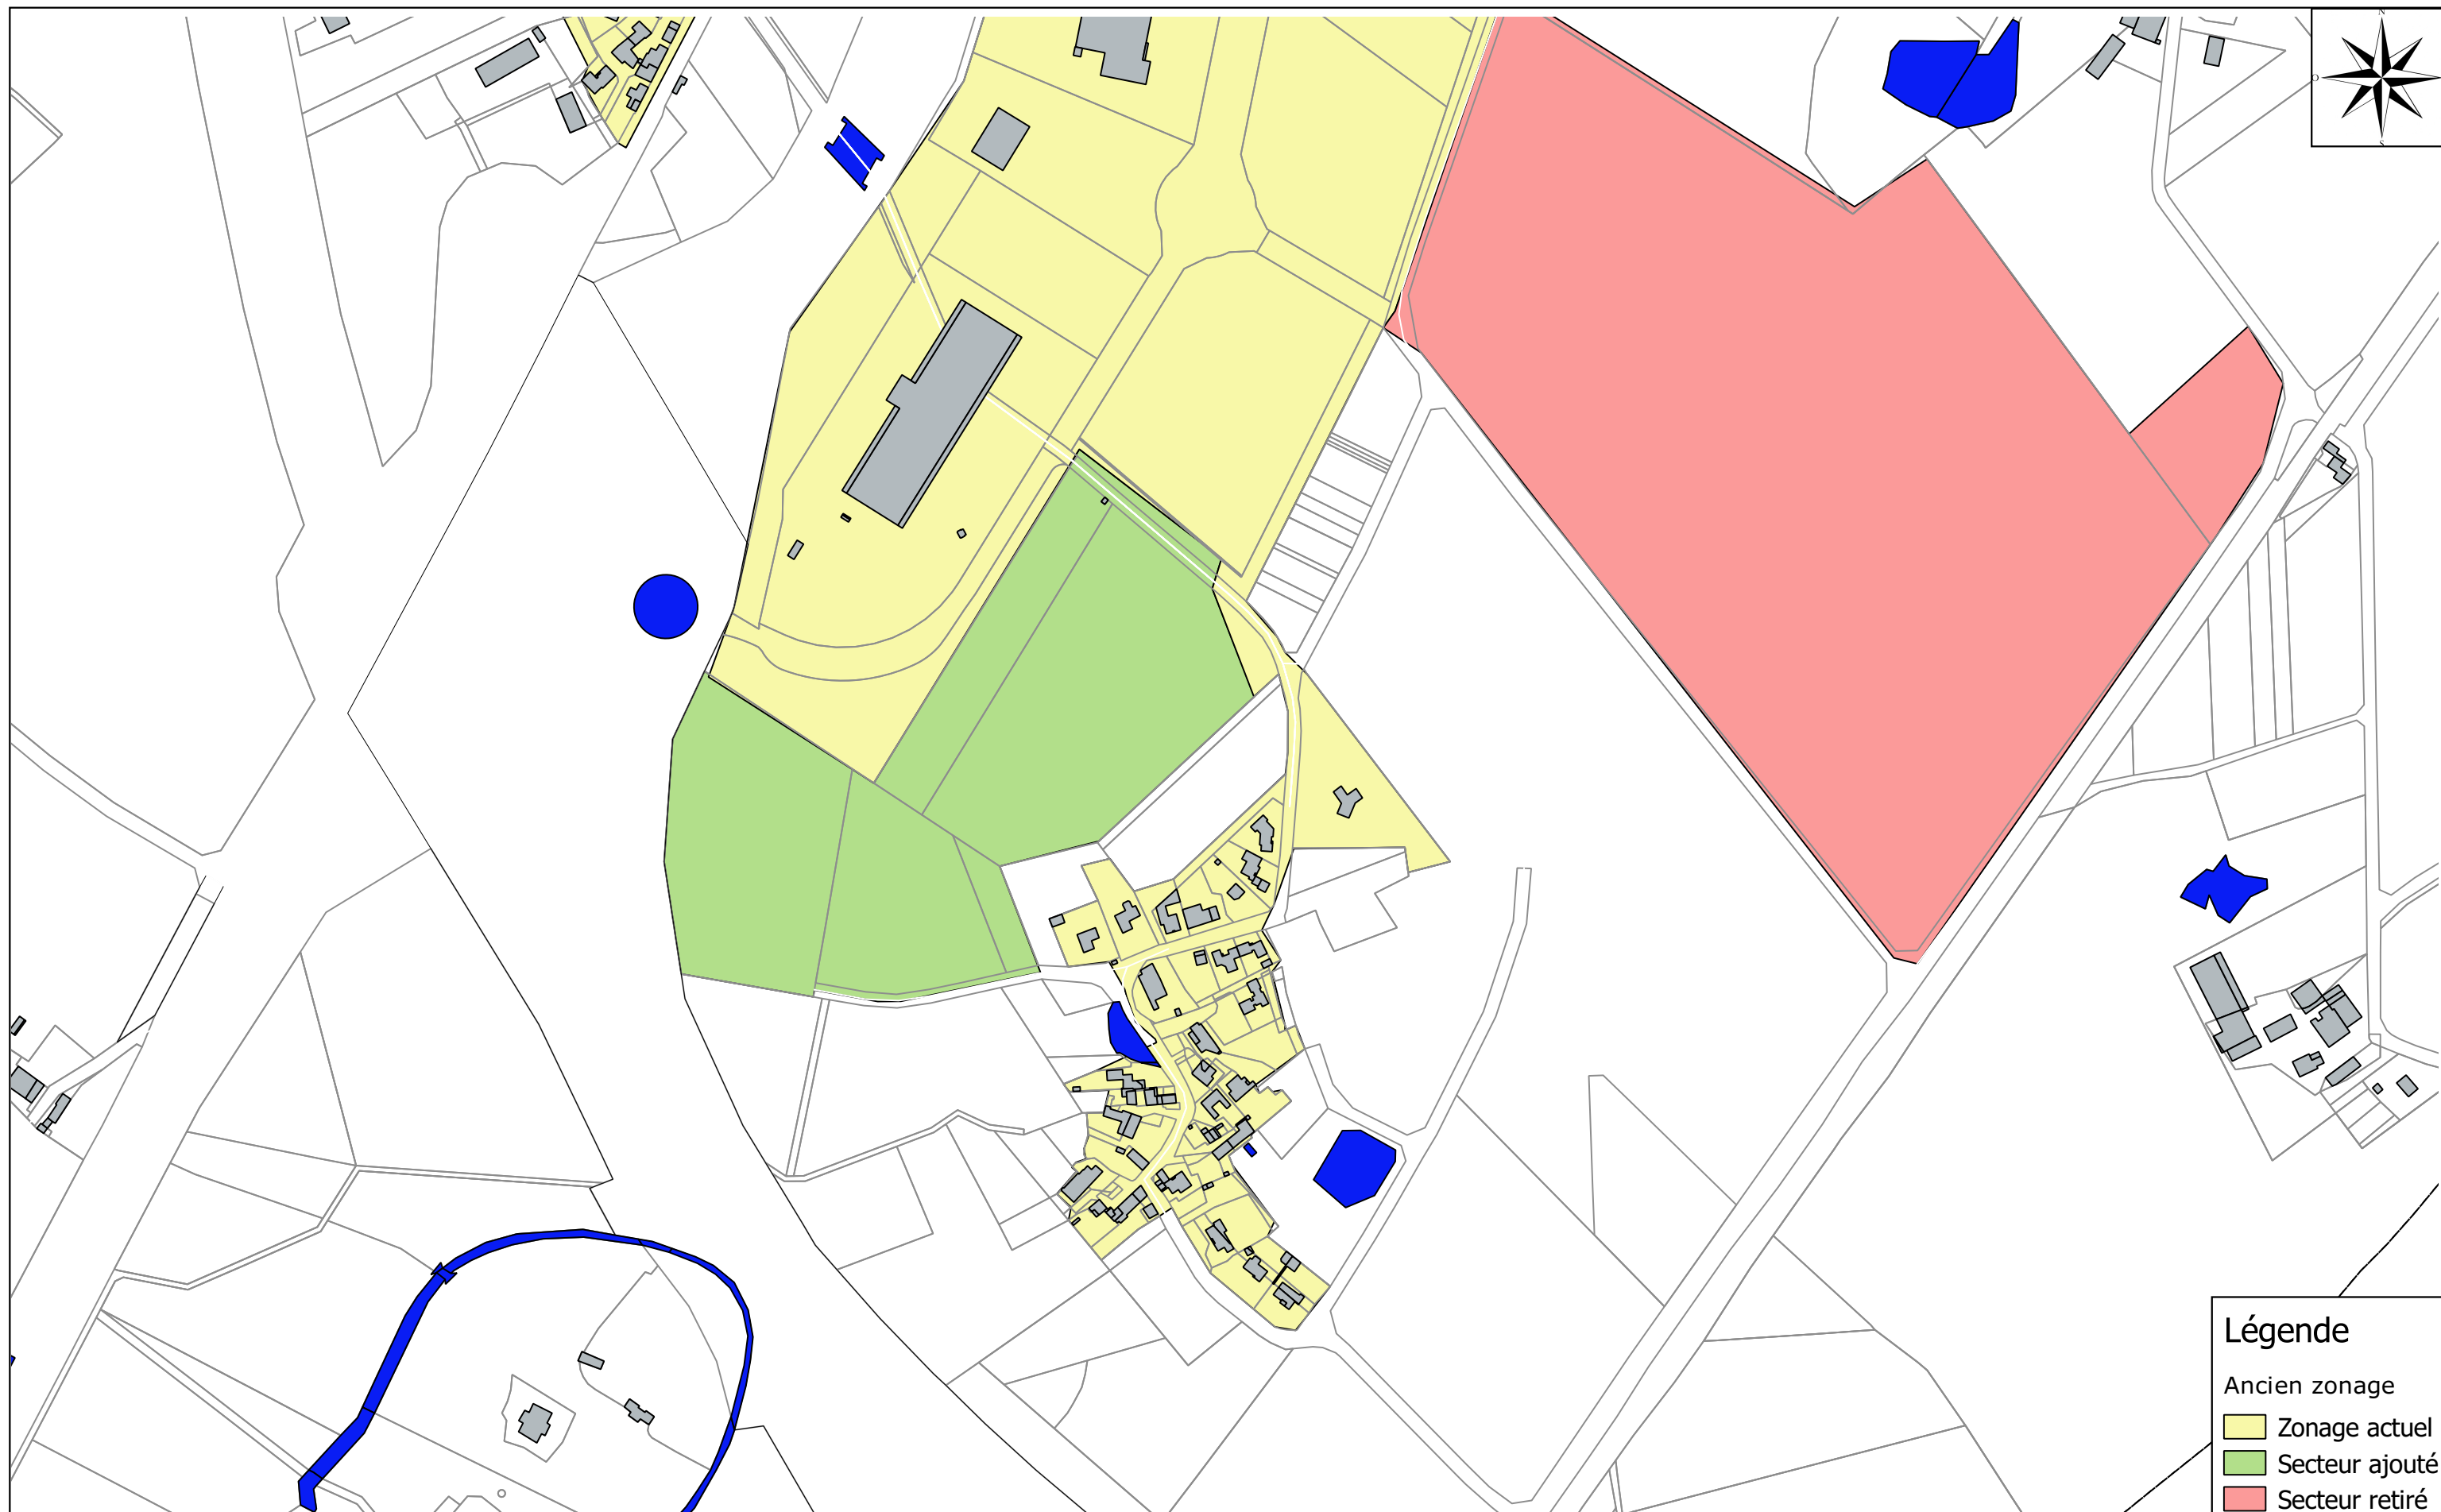 N
O
S
Légende
Ancien zonage
Zonage actuel
Secteur ajouté
Secteur retiré